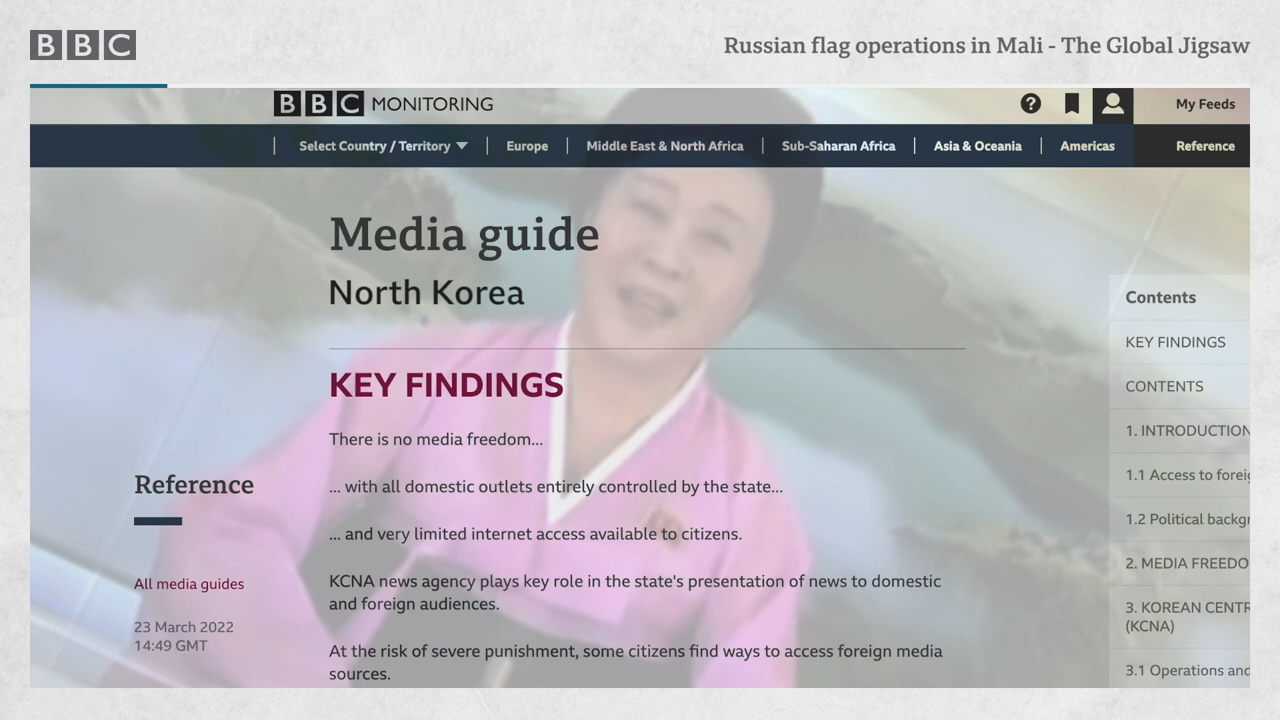 BBC
Russian flag operations in Mali - The Global Jigsaw
BBC MONITORING
My Feeds
Select Country / Territory
Europe
Middle East & North Africa
Sub-Saharan Africa
Asia & Oceania
Americas
Reference
Media guide
North Korea
KEY FINDINGS
There is no media freedom...
... with all domestic outlets entirely controlled by the state...
... and very limited internet access available to citizens.
KCNA news agency plays key role in the state's presentation of news to domestic
and foreign audiences.
At the risk of severe punishment, some citizens find ways to access foreign media
sources.
Reference
All media guides
23 March 2022
14:49 GMT
Contents
KEY FINDINGS
CONTENTS
1. INTRODUCTION
1.1 Access to foreig
1.2 Political backgr
2. MEDIA FREEDO
3. KOREAN CENTR
(KCNA)
3.1 Operations and